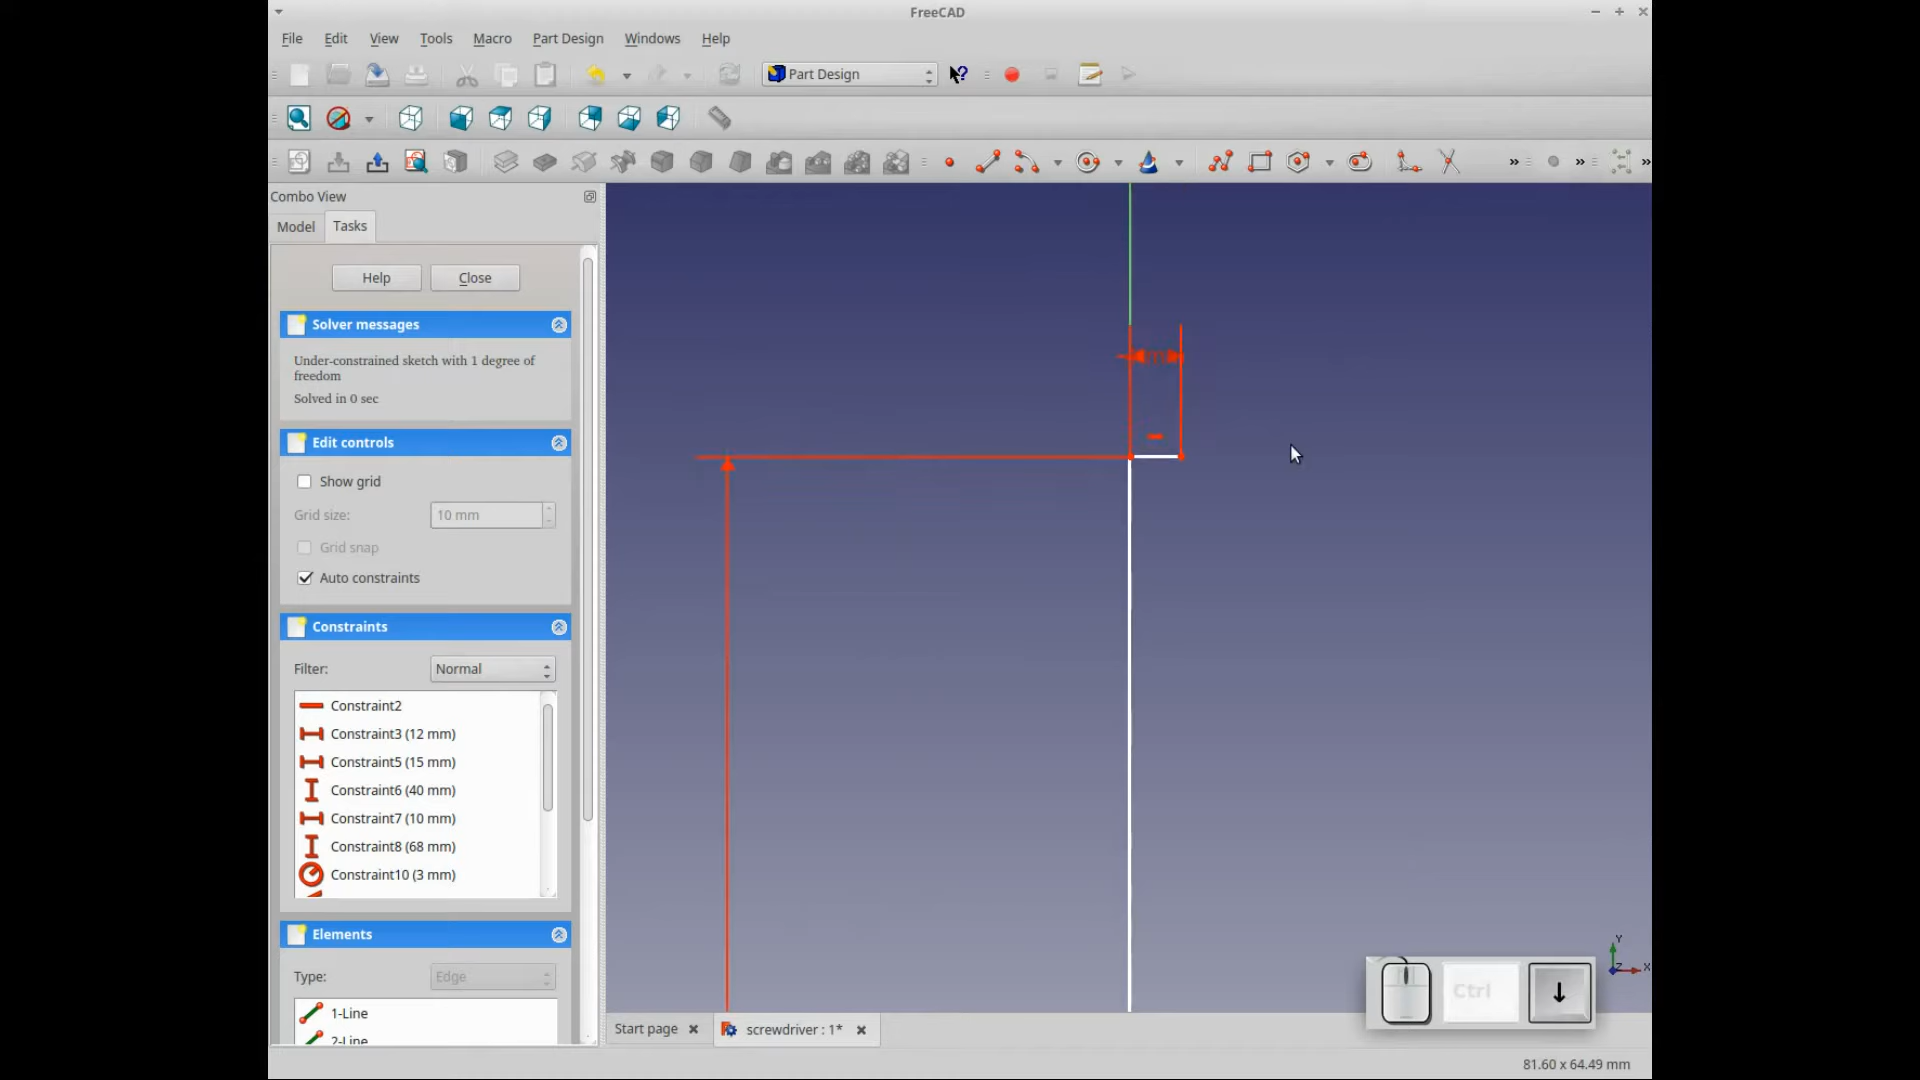 FreeCAD
File Edit View Tools Macro Part Design Windows Help
Part Design
Combo View
Model Tasks
Help Close
Solver messages
Under-constrained sketch with 1 degree of
freedom
Solved in 0 sec
Edit controls
Show grid
Grid size: 10 mm
Grid snap
Auto constraints
Constraints
Filter: Normal
Constraint2
Constraint3 (12 mm)
Constraint5 (15 mm)
Constraint6 (40 mm)
Constraint7 (10 mm)
Constraint8 (68 mm)
Constraint10 (3 mm)
Elements
Type: Edge
1-Line
2-Line
Y
Z X
Ctrl
Start page screwdriver : 1*
81.60 x 64.49 mm